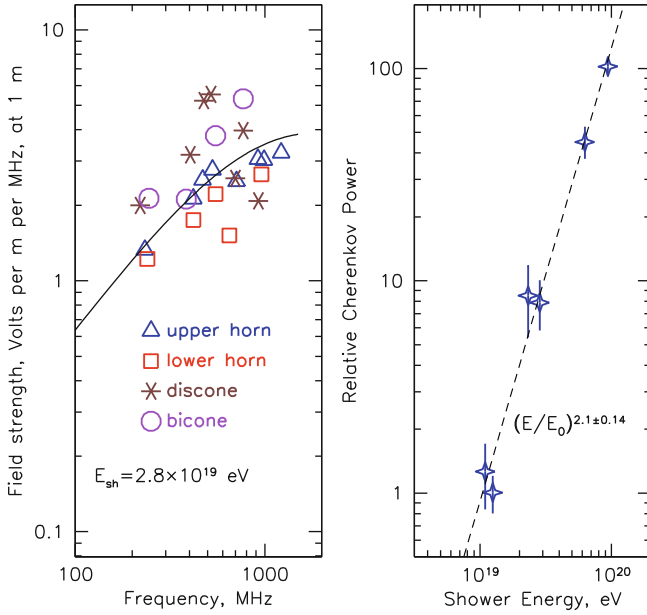 Field strength, Volts per m per MHz, at 1 m
10
1
0.1
upper horn
lower horn
discone
bicone
E_sh=2.8×10^19 eV
100
1000
Frequency, MHz
Relative Cherenkov Power
100
10
1
(E/E_0)^2.1±0.14
10^19
10^20
Shower Energy, eV